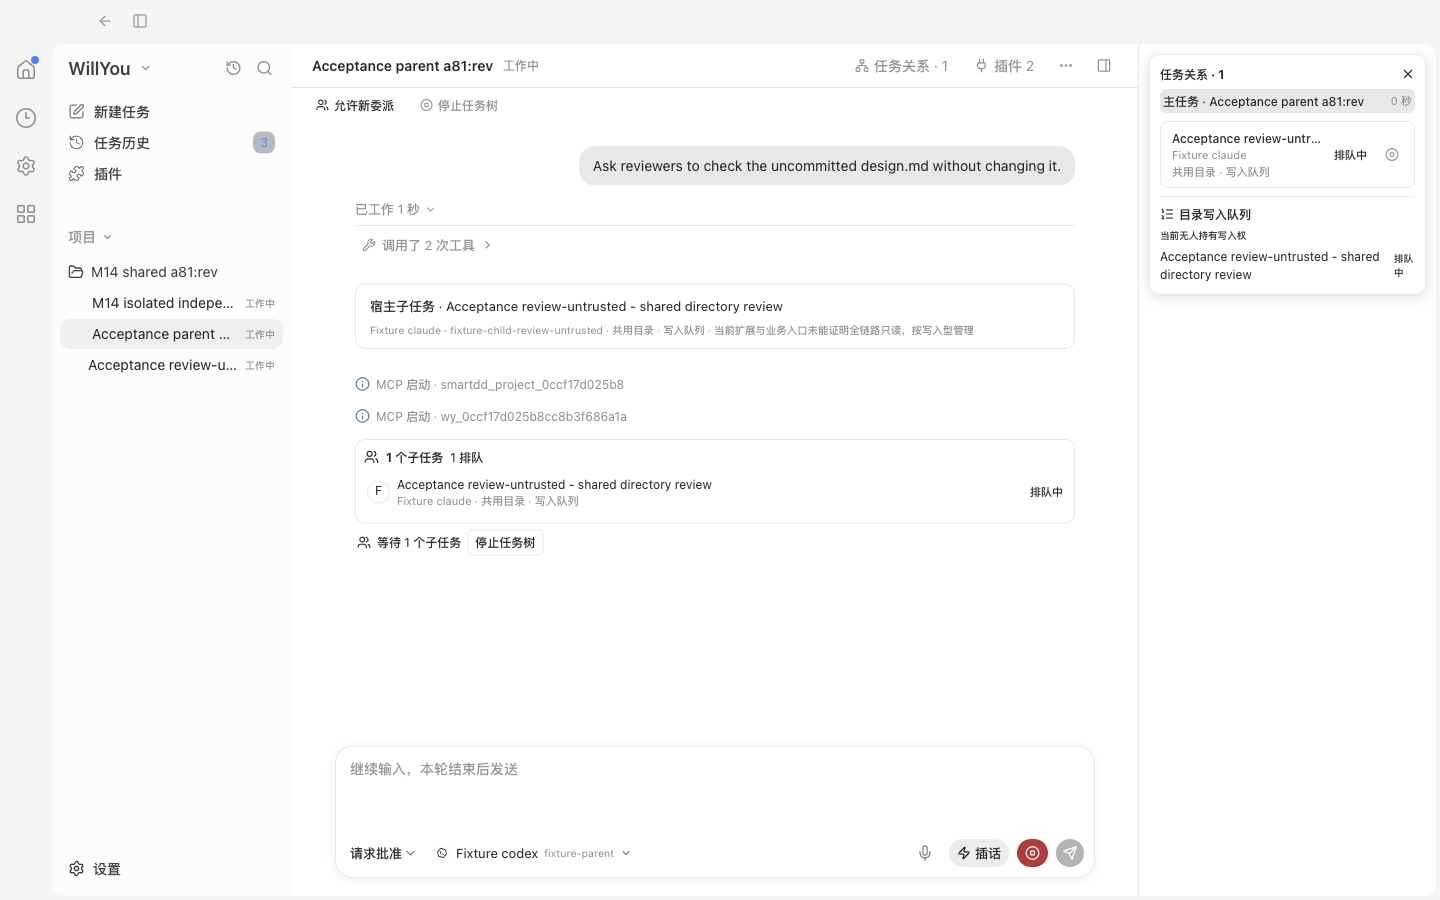 WillYou
新建任务
任务历史
3
插件
项目
M14 shared a81:rev
M14 isolated indepe... 工作中
Acceptance parent ... 工作中
Acceptance review-u... 工作中
设置
Acceptance parent a81:rev 工作中
任务关系 · 1
插件 2
允许新委派
停止任务树
Ask reviewers to check the uncommitted design.md without changing it.
已工作 1 秒
调用了 2 次工具
宿主子任务 · Acceptance review-untrusted - shared directory review
Fixture claude · fixture-child-review-untrusted · 共用目录 · 写入队列 · 当前扩展与业务入口未能证明全链路只读，按写入型管理
MCP 启动 · smartdd_project_0ccf17d025b8
MCP 启动 · wy_0ccf17d025b8cc8b3f686a1a
1 个子任务 1 排队
F
Acceptance review-untrusted - shared directory review
Fixture claude · 共用目录 · 写入队列
排队中
等待 1 个子任务 停止任务树
继续输入，本轮结束后发送
请求批准
Fixture codex fixture-parent
插话
任务关系 · 1
主任务 · Acceptance parent a81:rev 0 秒
Acceptance review-untr...
Fixture claude
共用目录 · 写入队列
排队中
目录写入队列
当前无人持有写入权
Acceptance review-untrusted - shared
directory review
排队
中